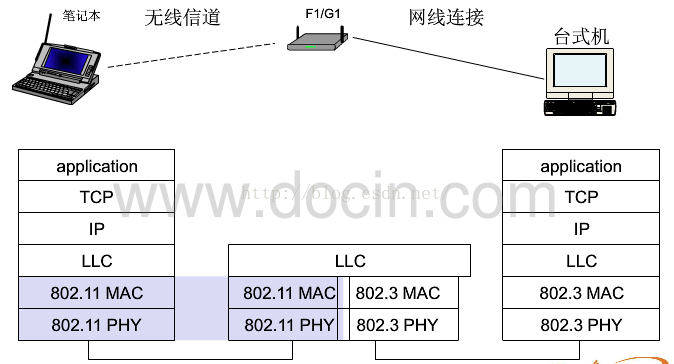 笔记本
无线信道
F1/G1
网线连接
台式机
application
TCP
IP
LLC
802.11 MAC
802.11 PHY
LLC
802.11 MAC
802.3 MAC
802.11 PHY
802.3 PHY
application
TCP
IP
LLC
802.3 MAC
802.3 PHY
www.docin.com
http://blog.csdn.net